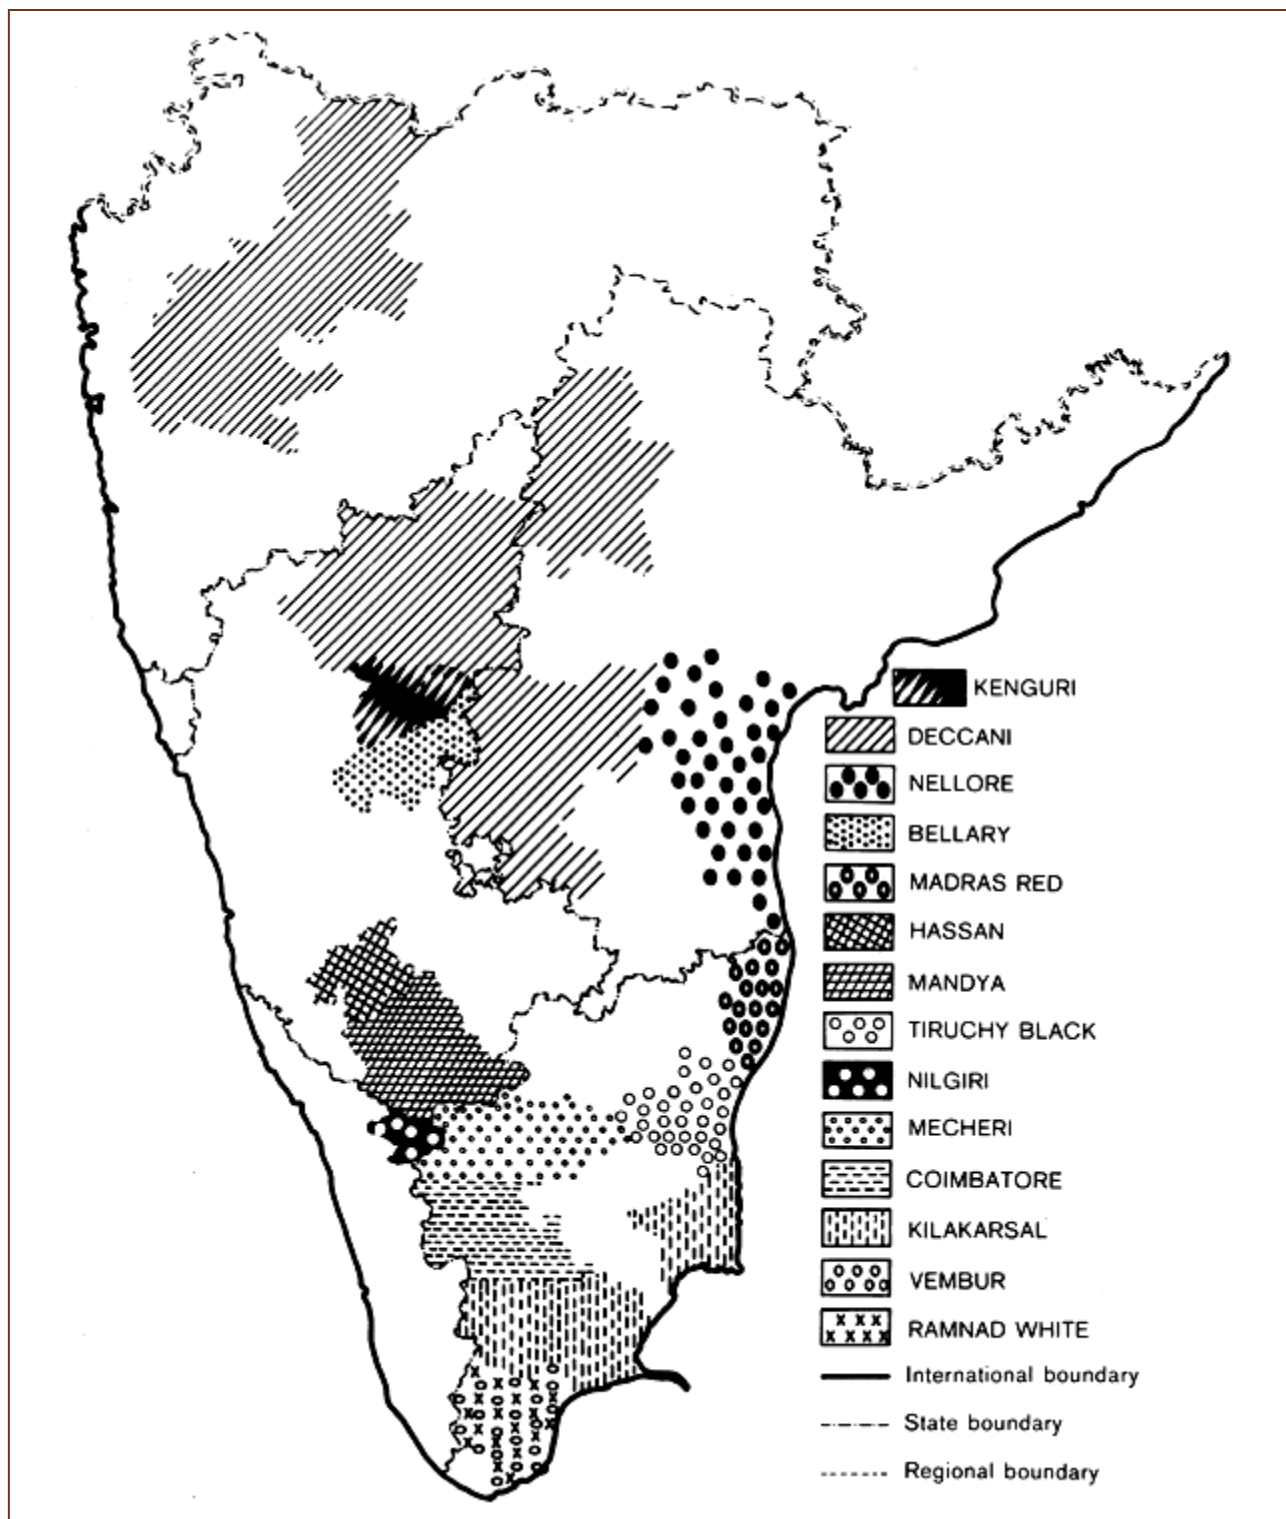 KENGURI
DECCANI
NELLORE
BELLARY
MADRAS RED
HASSAN
MANDYA
TIRUCHY BLACK
NILGIRI
MECHERI
COIMBATORE
KILAKARSAL
VEMBUR
RAMNAD WHITE
International boundary
State boundary
Regional boundary